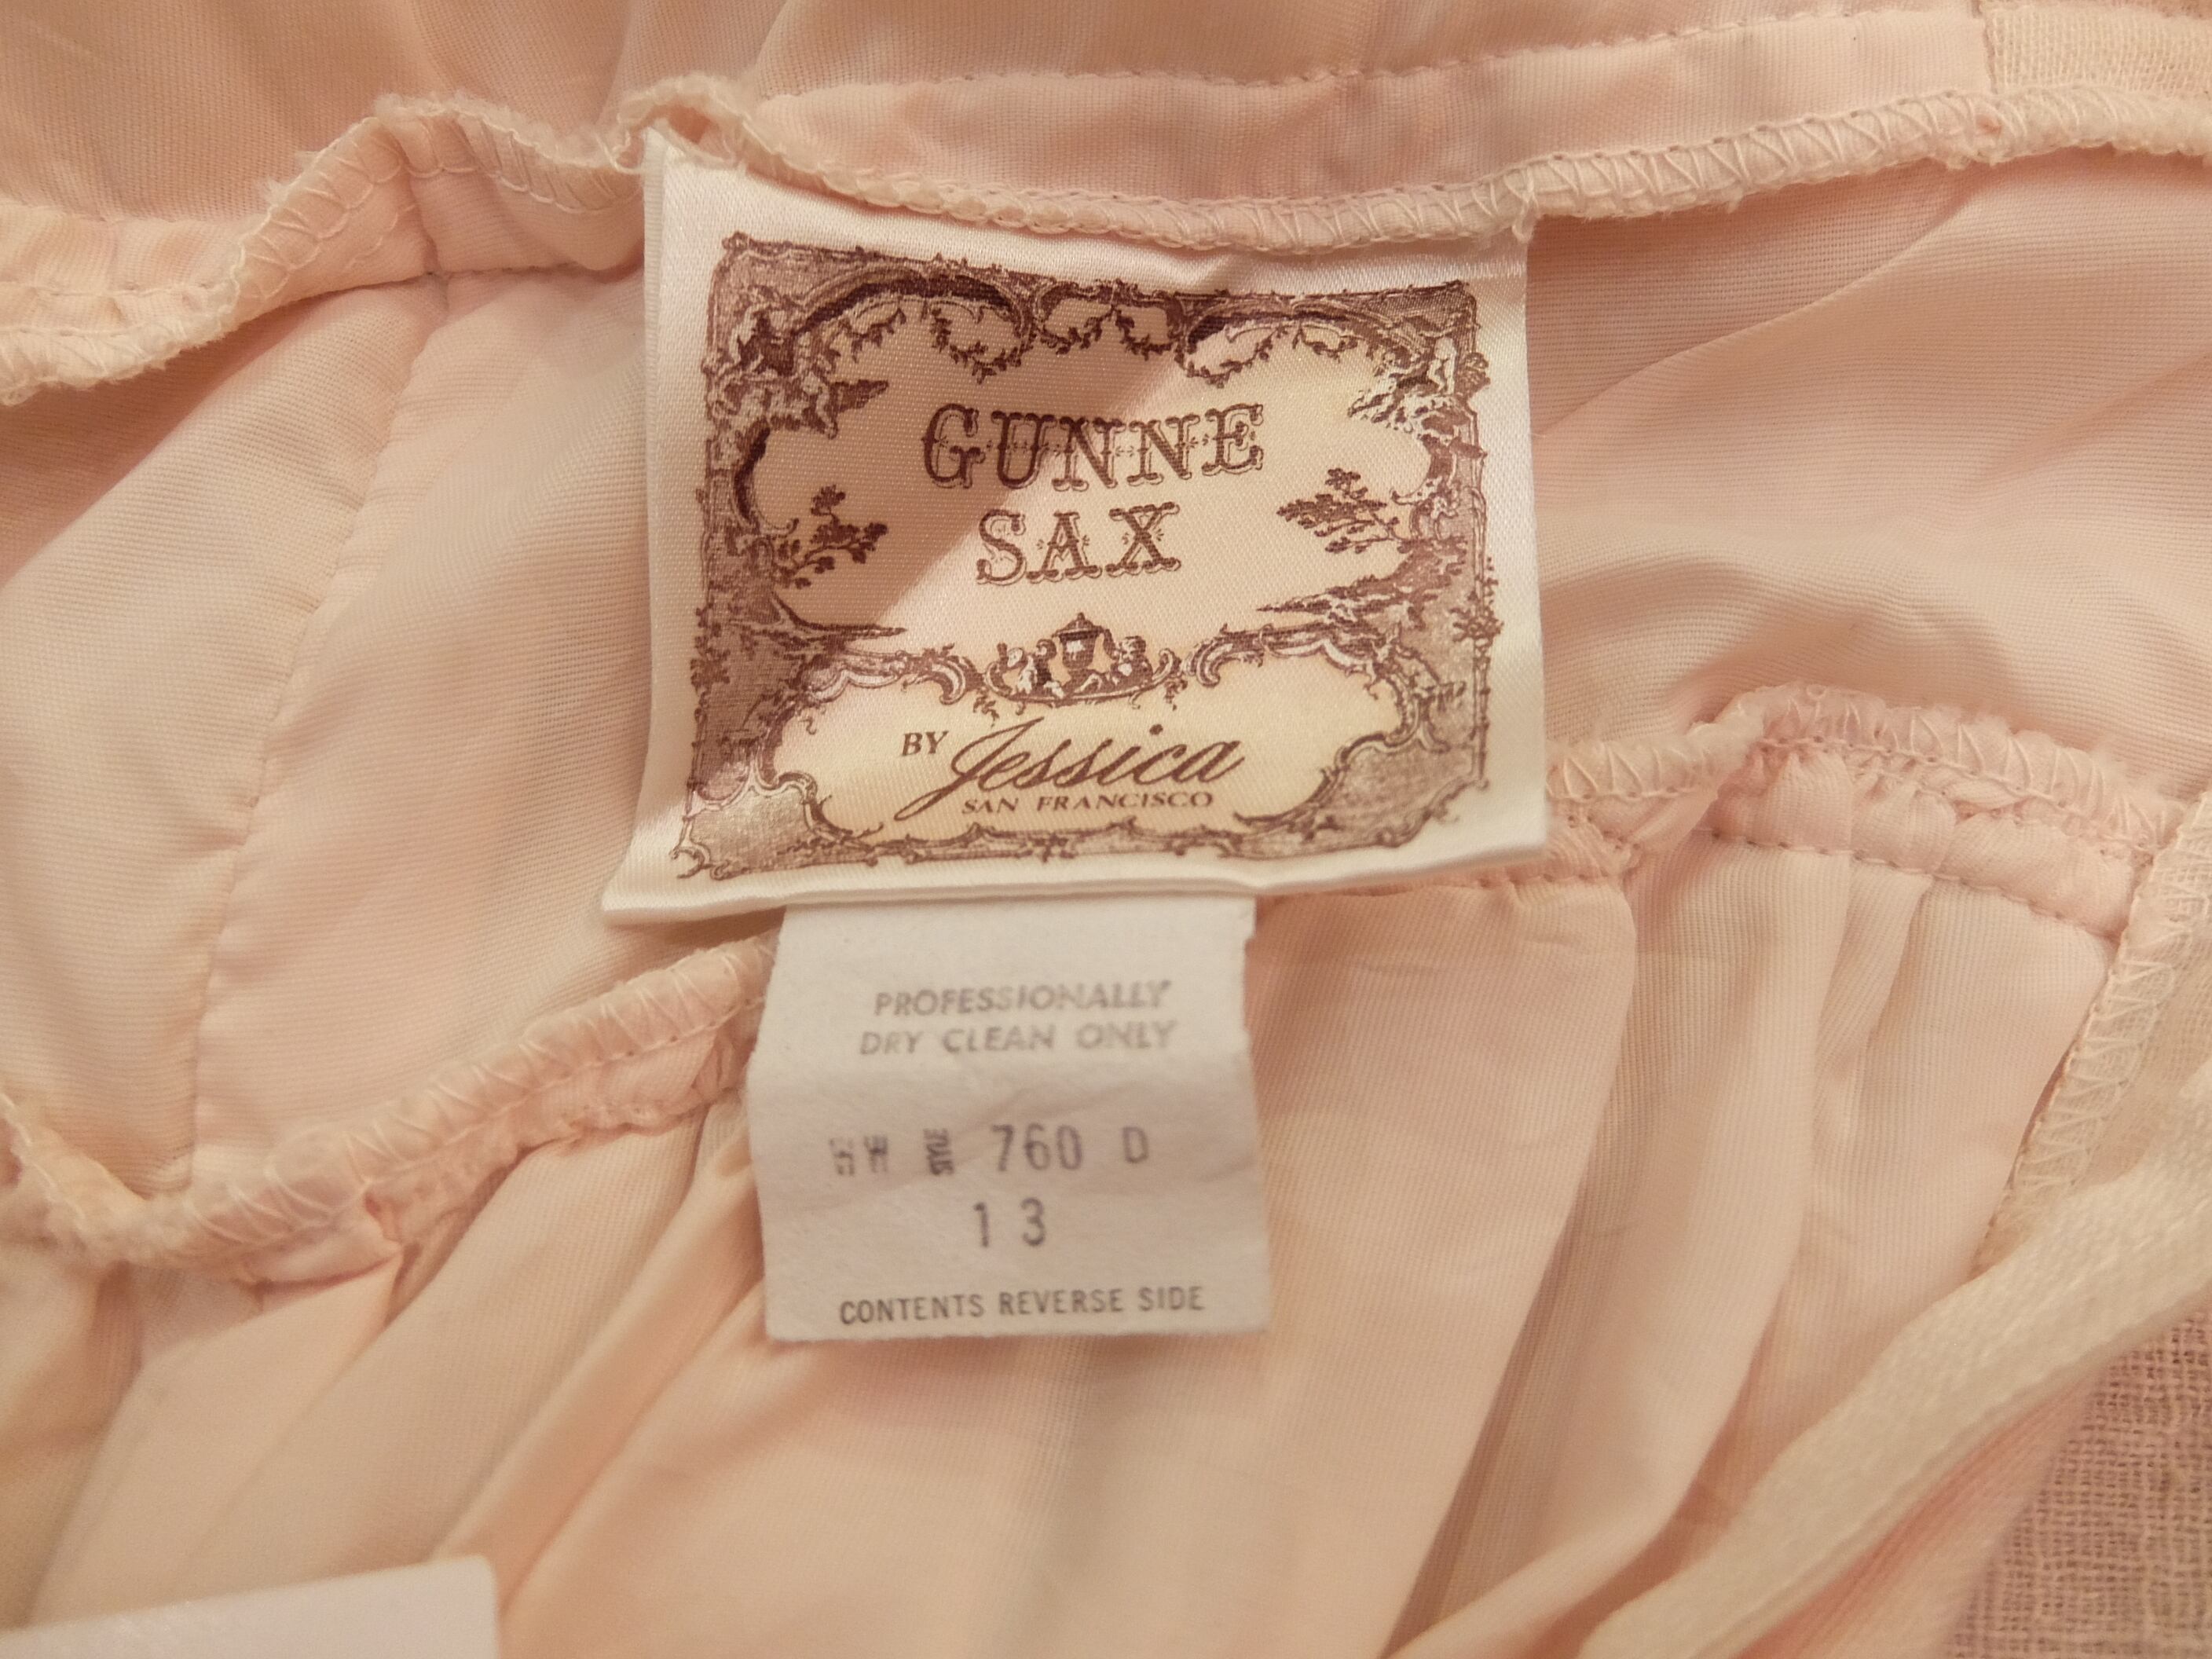 GUNNE
SAX
BY Jessica
SAN FRANCISCO
PROFESSIONALLY
DRY CLEAN ONLY
760 D
13
CONTENTS REVERSE SIDE